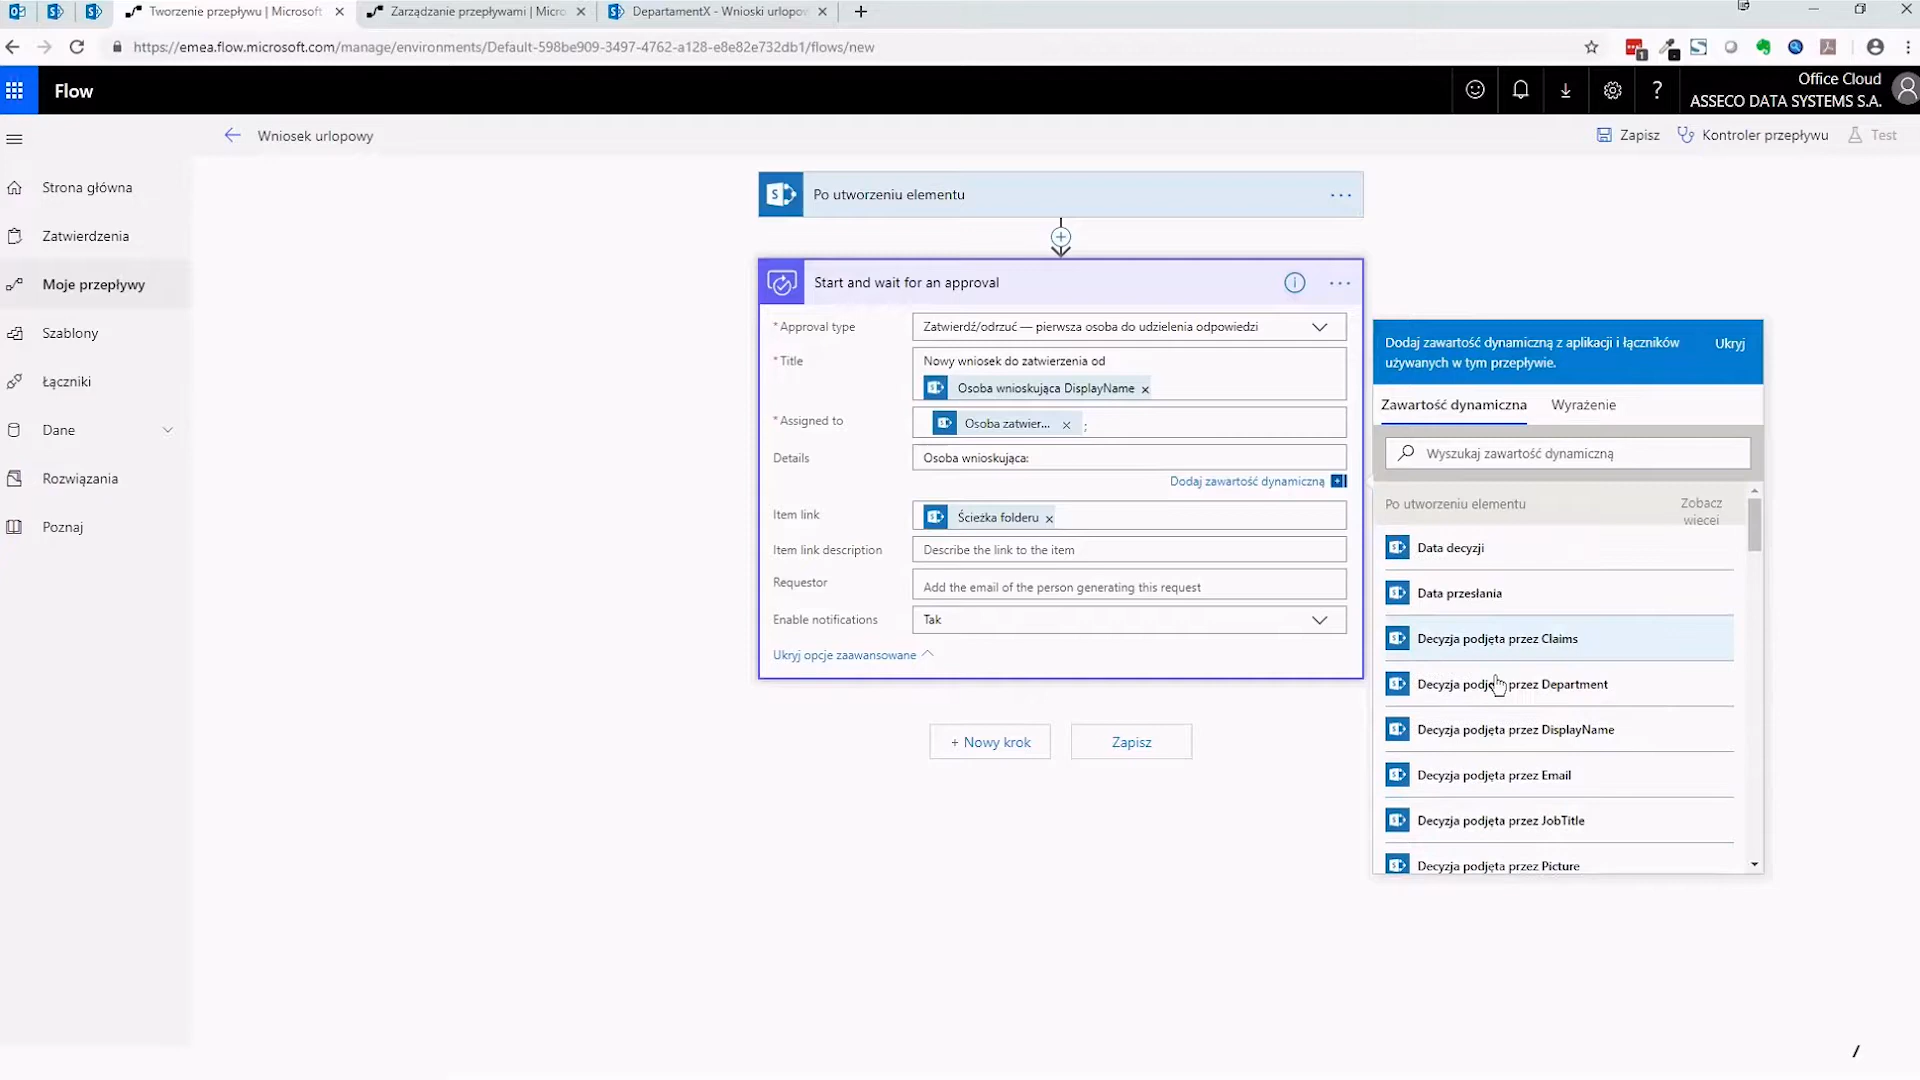 Tworzenie przepływu | Microsoft
Zarządzanie przepływami | Micro
DepartamentX - Wnioski urlopow
https://emea.flow.microsoft.com/manage/environments/Default-598be909-3497-4762-a128-e8e82e732db1/flows/new
1
Flow
?
Office Cloud
ASSECO DATA SYSTEMS S.A.
Wniosek urlopowy
Zapisz
Kontroler przepływu
Test
Strona główna
Zatwierdzenia
Moje przepływy
Szablony
Łączniki
Dane
Rozwiązania
Poznaj
Po utworzeniu elementu
Start and wait for an approval
* Approval type
Zatwierdź/odrzuć — pierwsza osoba do udzielenia odpowiedzi
* Title
Nowy wniosek do zatwierdzenia od
Osoba wnioskująca DisplayName
* Assigned to
Osoba zatwier... ;
Details
Osoba wnioskująca:
Dodaj zawartość dynamiczną
Item link
Ścieżka folderu
Item link description
Describe the link to the item
Requestor
Add the email of the person generating this request
Enable notifications
Tak
Ukryj opcje zaawansowane
+ Nowy krok
Zapisz
Dodaj zawartość dynamiczną z aplikacji i łączników
używanych w tym przepływie.
Ukryj
Zawartość dynamiczna
Wyrażenie
Wyszukaj zawartość dynamiczną
Po utworzeniu elementu
Zobacz
więcej
Data decyzji
Data przesłania
Decyzja podjęta przez Claims
Decyzja podjęta przez Department
Decyzja podjęta przez DisplayName
Decyzja podjęta przez Email
Decyzja podjęta przez JobTitle
Decyzja podjęta przez Picture
/